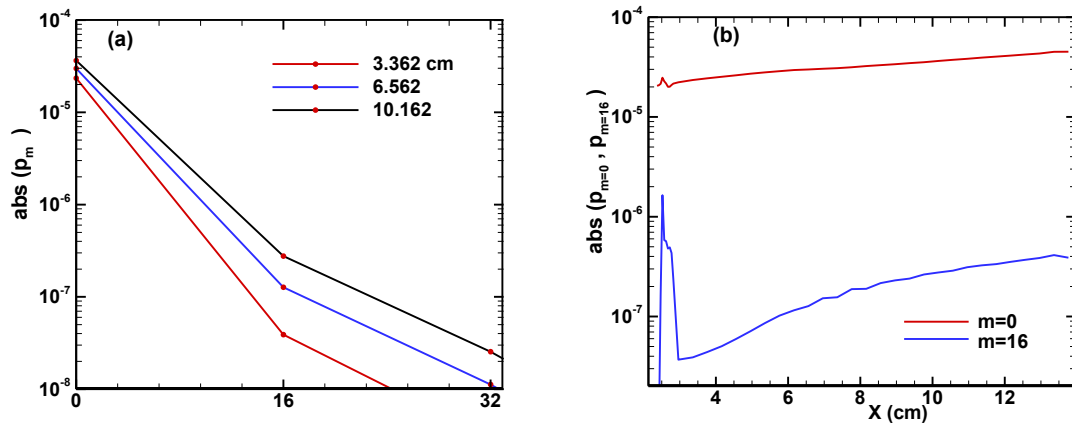 (a)
3.362 cm
6.562
10.162
abs (p_m )
10^-4
10^-5
10^-6
10^-7
10^-8
0
16
32
(b)
abs (p_m=0 , p_m=16)
10^-4
10^-5
10^-6
10^-7
m=0
m=16
4
6
8
10
12
X (cm)